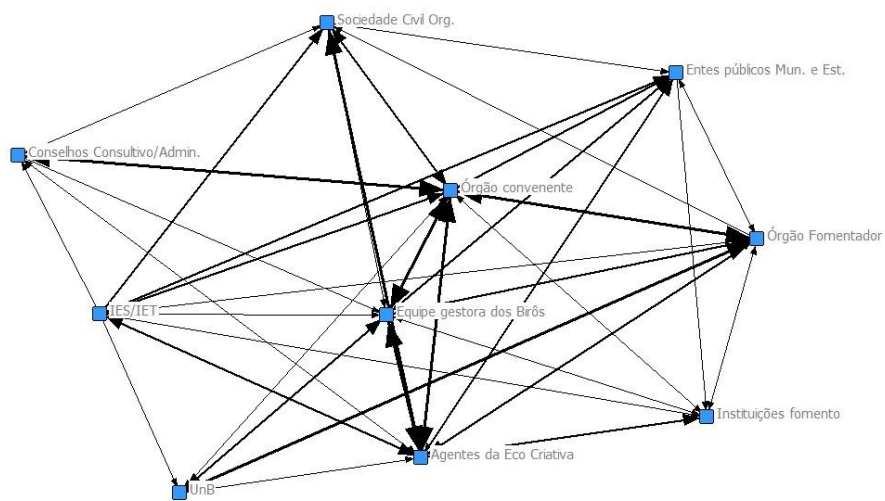 Sociedade Civil Org.
Entes públicos Mun. e Est.
Conselhos Consultivo/Admin.
Órgão convenente
Órgão Fomentador
IES/IET
Equipe gestora dos Birôs
Instituições fomento
Agentes da Eco Criativa
UnB